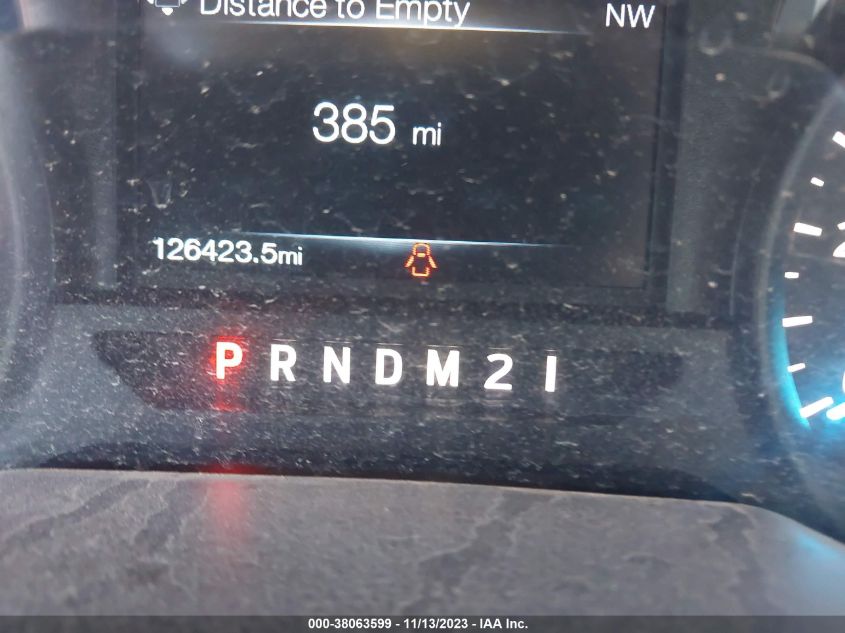 Distance to Empty NW
385 mi
126423.5mi
P R N D M 2 1
000-38063599 - 11/13/2023 - IAA Inc.